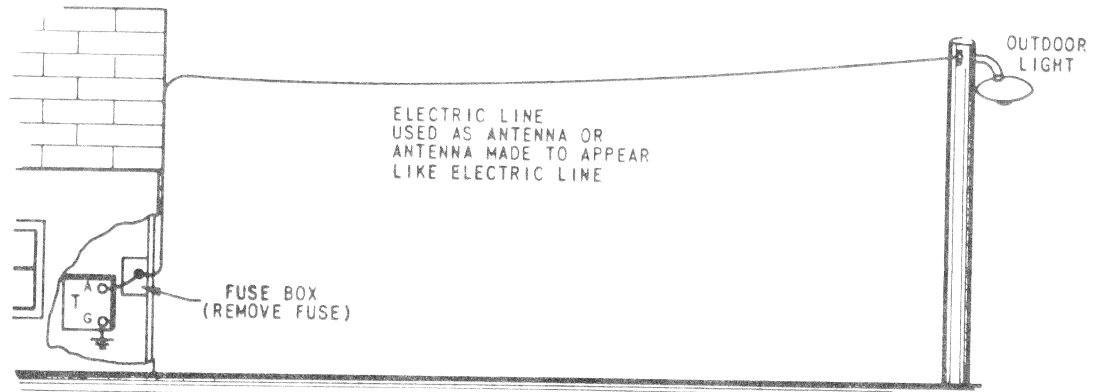 OUTDOOR
LIGHT
ELECTRIC LINE
USED AS ANTENNA OR
ANTENNA MADE TO APPEAR
LIKE ELECTRIC LINE
A
T
G
FUSE BOX
(REMOVE FUSE)